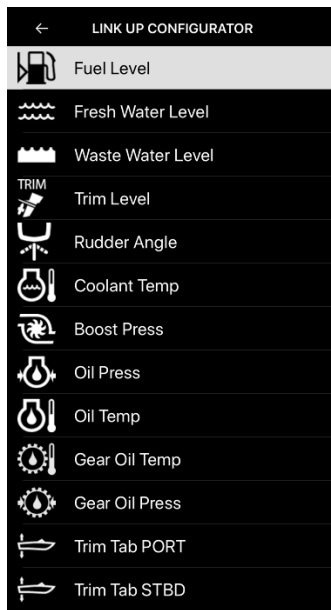 LINK UP CONFIGURATOR
Fuel Level
Fresh Water Level
Waste Water Level
TRIM
Trim Level
Rudder Angle
Coolant Temp
Boost Press
Oil Press
Oil Temp
Gear Oil Temp
Gear Oil Press
Trim Tab PORT
Trim Tab STBD